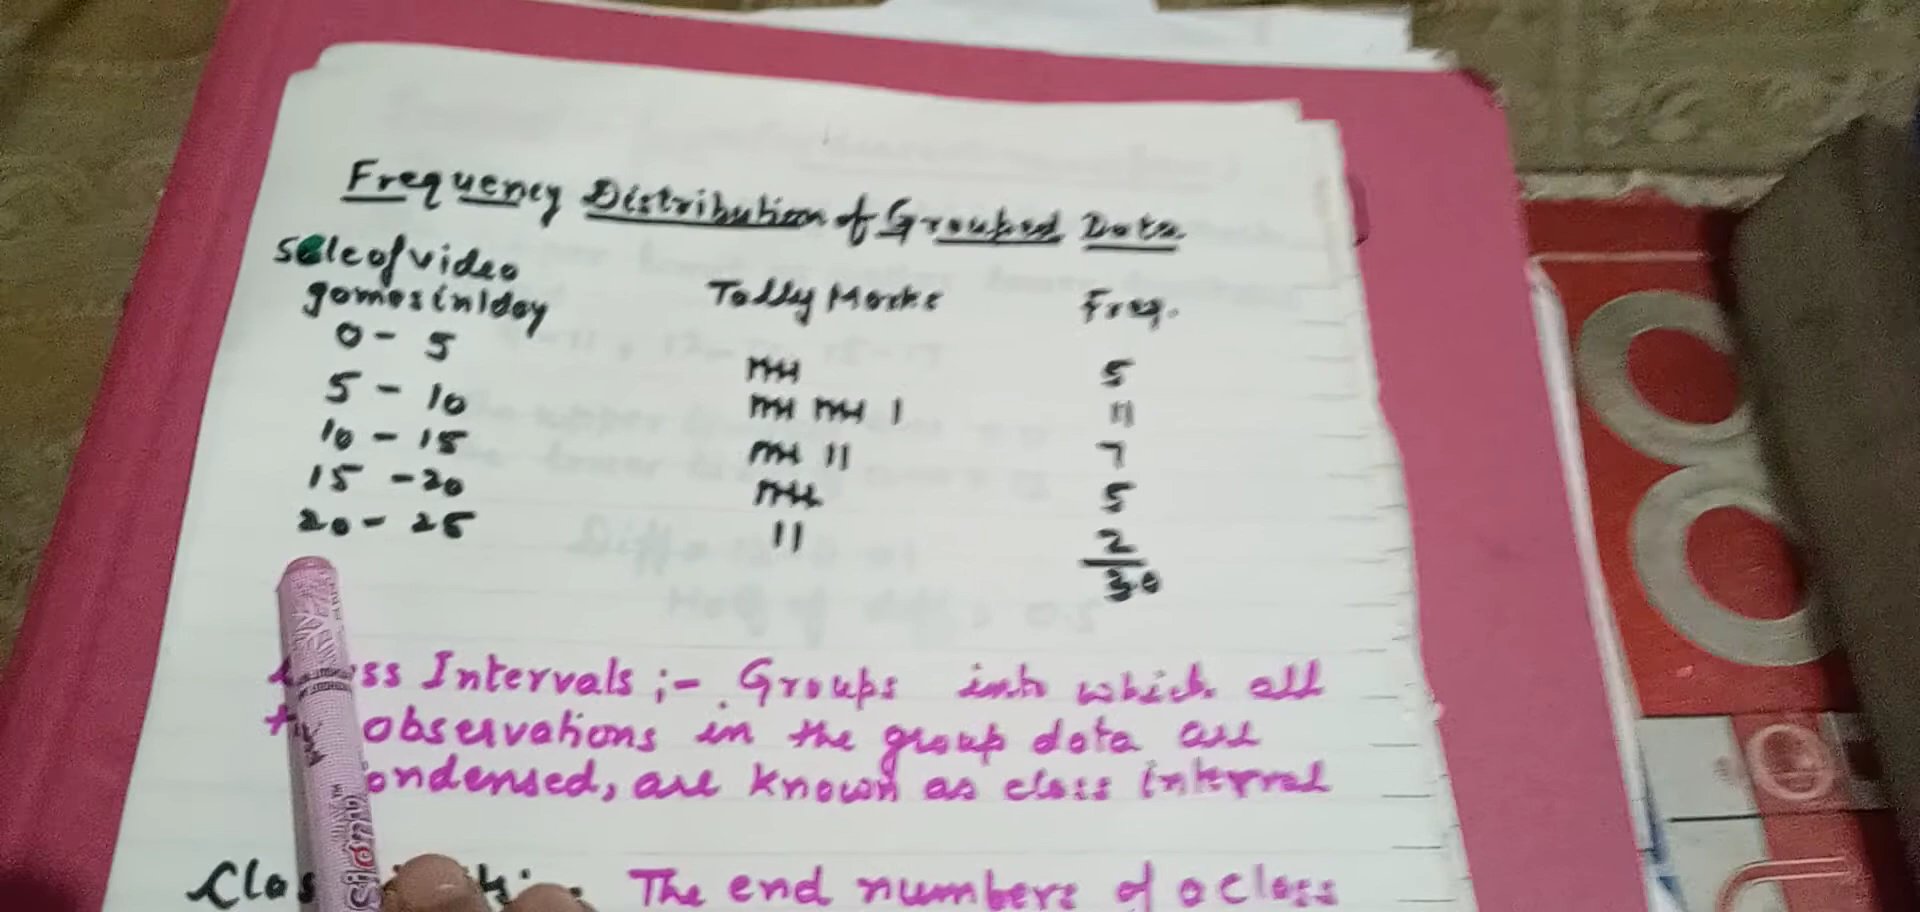 Frequency Distribution of Grouped Data
Sale of video
games in 1 day Tally Marks Freq.
0 - 5 𝍸 5
5 - 10 𝍸 𝍸 | 11
10 - 15 𝍸 || 7
15 - 20 𝍸 5
20 - 25 || 2
30
Intervals :- Groups into which all
observations in the group data are
condensed, are known as class interval
The end numbers of a class